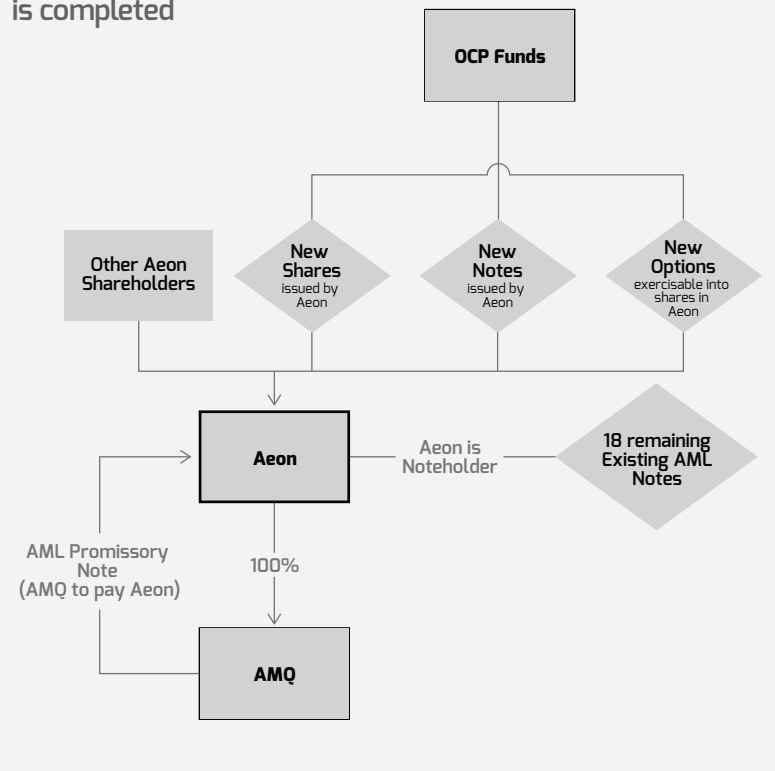 is completed
OCP Funds
Other Aeon
Shareholders
New
Shares
issued by
Aeon
New
Notes
issued by
Aeon
New
Options
exercisable into
shares in
Aeon
Aeon
Aeon is
Noteholder
18 remaining
Existing AML
Notes
AML Promissory
Note
(AMQ to pay Aeon)
100%
AMQ